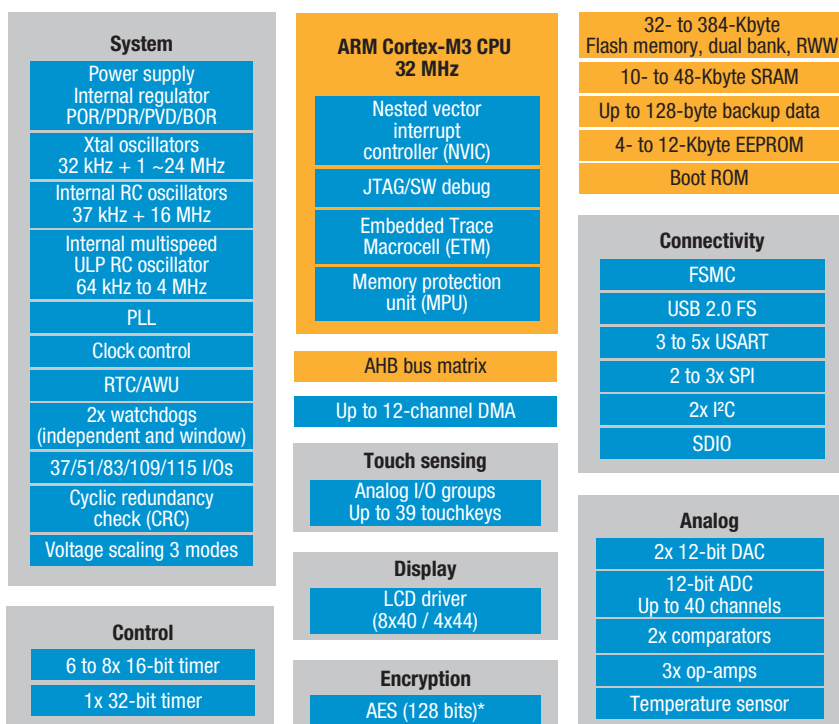 System
Power supply
Internal regulator
POR/PDR/PVD/BOR
Xtal oscillators
32 kHz + 1 ~24 MHz
Internal RC oscillators
37 kHz + 16 MHz
Internal multispeed
ULP RC oscillator
64 kHz to 4 MHz
PLL
Clock control
RTC/AWU
2x watchdogs
(independent and window)
37/51/83/109/115 I/Os
Cyclic redundancy
check (CRC)
Voltage scaling 3 modes
Control
6 to 8x 16-bit timer
1x 32-bit timer
ARM Cortex-M3 CPU
32 MHz
Nested vector
interrupt
controller (NVIC)
JTAG/SW debug
Embedded Trace
Macrocell (ETM)
Memory protection
unit (MPU)
AHB bus matrix
Up to 12-channel DMA
Touch sensing
Analog I/O groups
Up to 39 touchkeys
Display
LCD driver
(8x40 / 4x44)
Encryption
AES (128 bits)*
32- to 384-Kbyte
Flash memory, dual bank, RWW
10- to 48-Kbyte SRAM
Up to 128-byte backup data
4- to 12-Kbyte EEPROM
Boot ROM
Connectivity
FSMC
USB 2.0 FS
3 to 5x USART
2 to 3x SPI
2x I²C
SDIO
Analog
2x 12-bit DAC
12-bit ADC
Up to 40 channels
2x comparators
3x op-amps
Temperature sensor